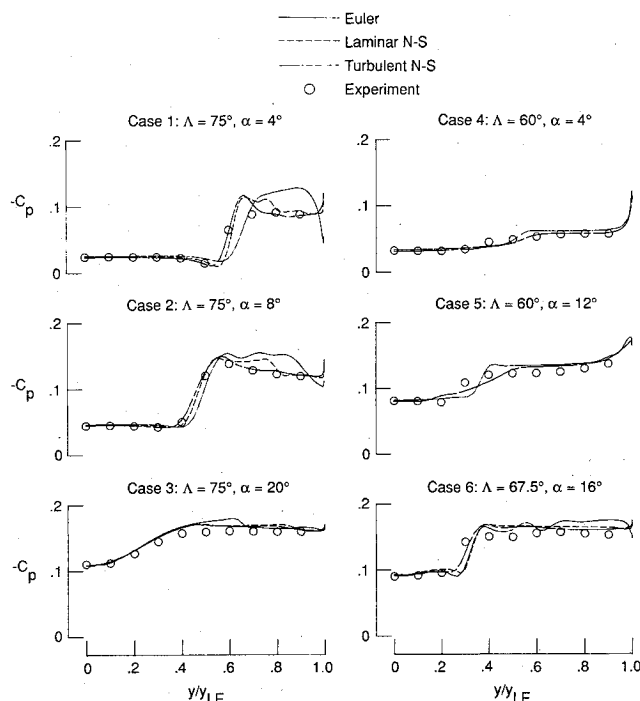 Euler
Laminar N-S
Turbulent N-S
Experiment
Case 1: Λ = 75°, α = 4°
.2
-Cp
.1
0
Case 4: Λ = 60°, α = 4°
.2
.1
0
Case 2: Λ = 75°, α = 8°
.2
-Cp
.1
0
Case 5: Λ = 60°, α = 12°
.2
.1
0
Case 3: Λ = 75°, α = 20°
.2
-Cp
.1
0
0 .2 .4 .6 .8 1.0
y/yLE
Case 6: Λ = 67.5°, α = 16°
.2
.1
0
0 .2 .4 .6 .8 1.0
y/yLE